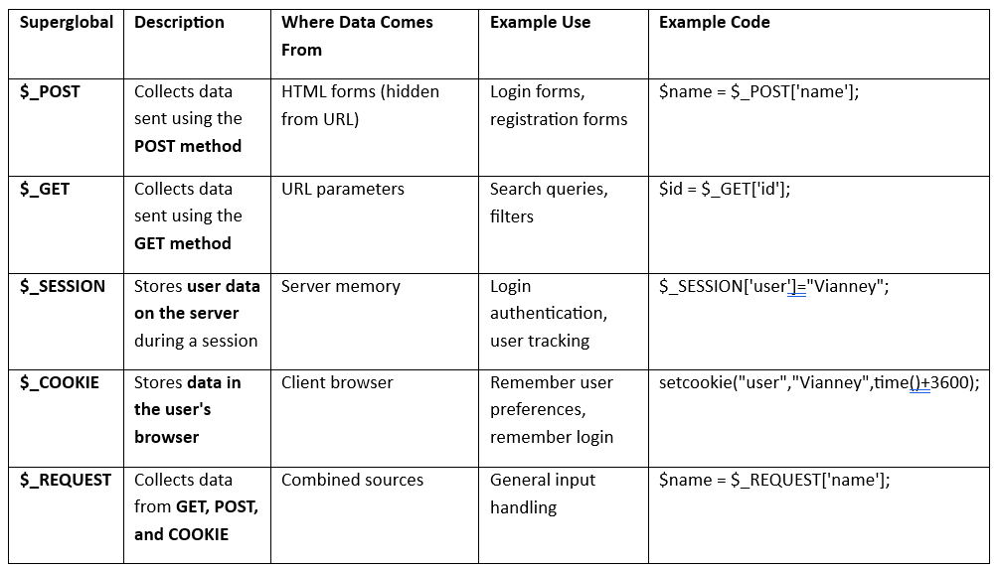 Superglobal
Description
Where Data Comes
From
Example Use
Example Code
$_POST
Collects data
sent using the
POST method
HTML forms (hidden
from URL)
Login forms,
registration forms
$name = $_POST['name'];
$_GET
Collects data
sent using the
GET method
URL parameters
Search queries,
filters
$id = $_GET['id'];
$_SESSION
Stores user data
on the server
during a session
Server memory
Login
authentication,
user tracking
$_SESSION['user']="Vianney";
$_COOKIE
Stores data in
the user's
browser
Client browser
Remember user
preferences,
remember login
setcookie("user","Vianney",time()+3600);
$_REQUEST
Collects data
from GET, POST,
and COOKIE
Combined sources
General input
handling
$name = $_REQUEST['name'];